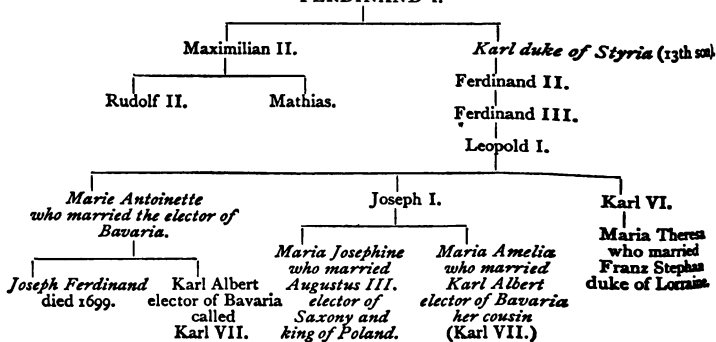 FERDINAND I.
Maximilian II.
Karl duke of Styria (13th son).
Rudolf II.
Mathias.
Ferdinand II.
Ferdinand III.
Leopold I.
Marie Antoinette
who married the elector of
Bavaria.
Joseph Ferdinand
died 1699.
Karl Albert
elector of Bavaria
called
Karl VII.
Joseph I.
Maria Josephine
who married
Augustus III.
elector of
Saxony and
king of Poland.
Maria Amelia
who married
Karl Albert
elector of Bavaria
her cousin
(Karl VII.)
Karl VI.
Maria Theresa
who married
Franz Stephan
duke of Lorraine.